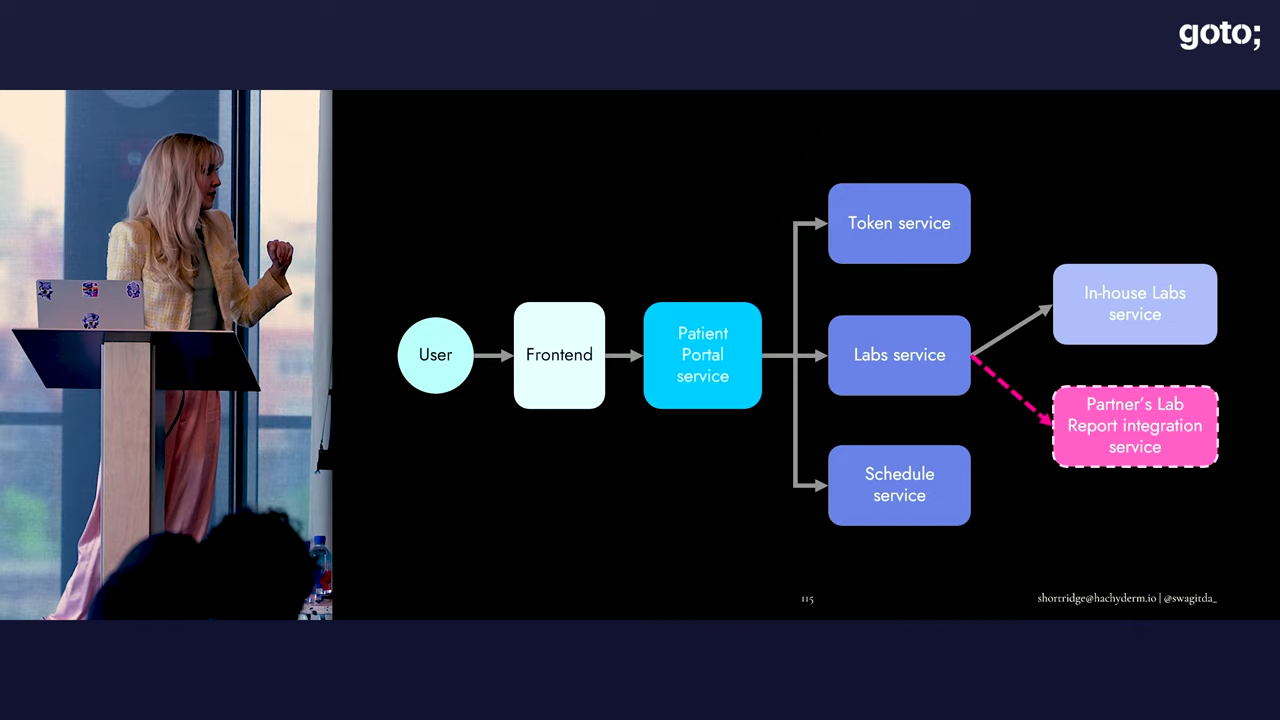 goto;
Token service
In-house Labs
service
User
Frontend
Patient
Portal
service
Labs service
Partner's Lab
Report integration
service
Schedule
service
115
shortridge@hachyderm.io | @swagitda_